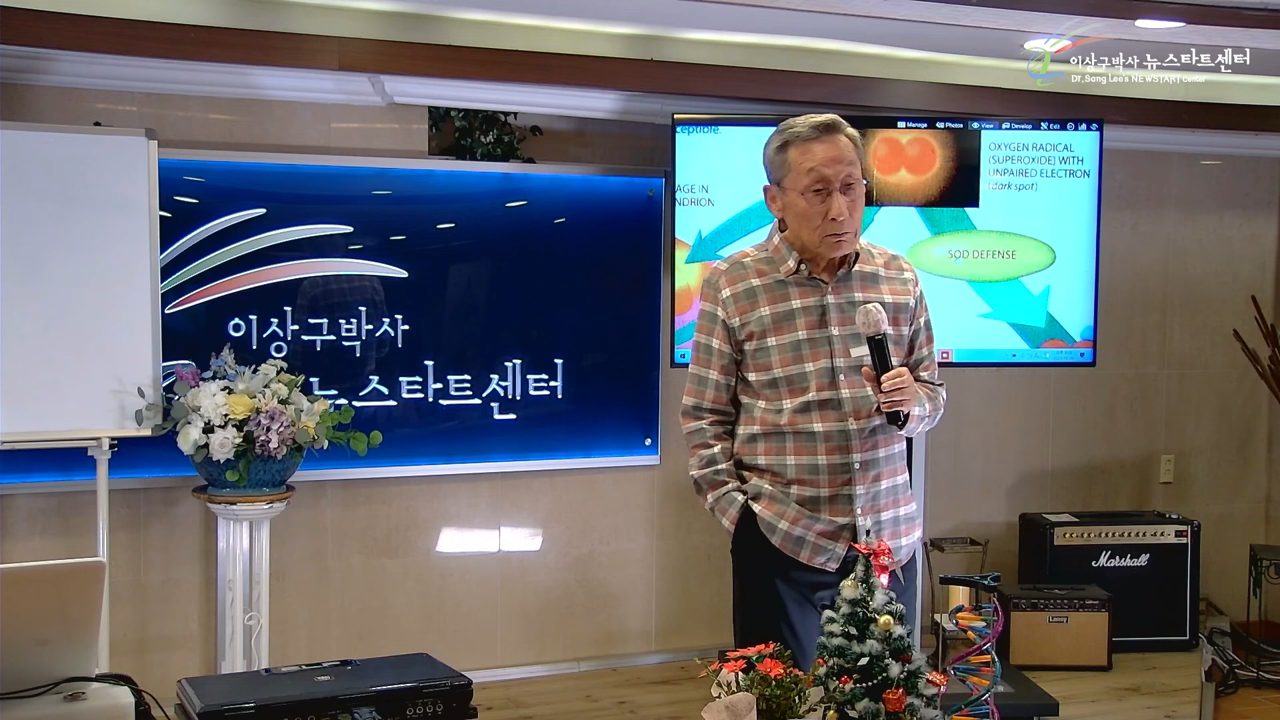 이상구박사 뉴스타트센터
Dr.Sang Lee's NEWSTART Center
Manage Photos View Develop Edit
ceptible.
OXYGEN RADICAL
(SUPEROXIDE) WITH
UNPAIRED ELECTRON
(dark spot)
AGE IN
NDRION
SOD DEFENSE
이상구박사
뉴스타트센터
Marshall
Laney